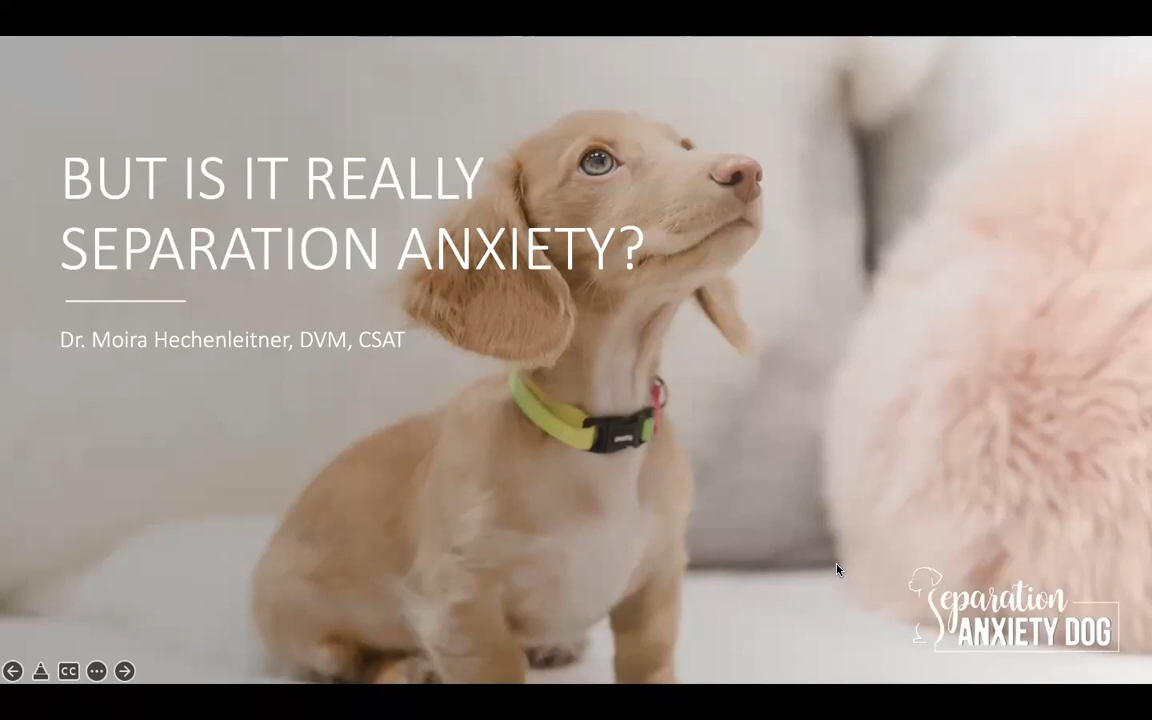 BUT IS IT REALLY
SEPARATION ANXIETY?
Dr. Moira Hechenleitner, DVM, CSAT
Separation
ANXIETY DOG
CC